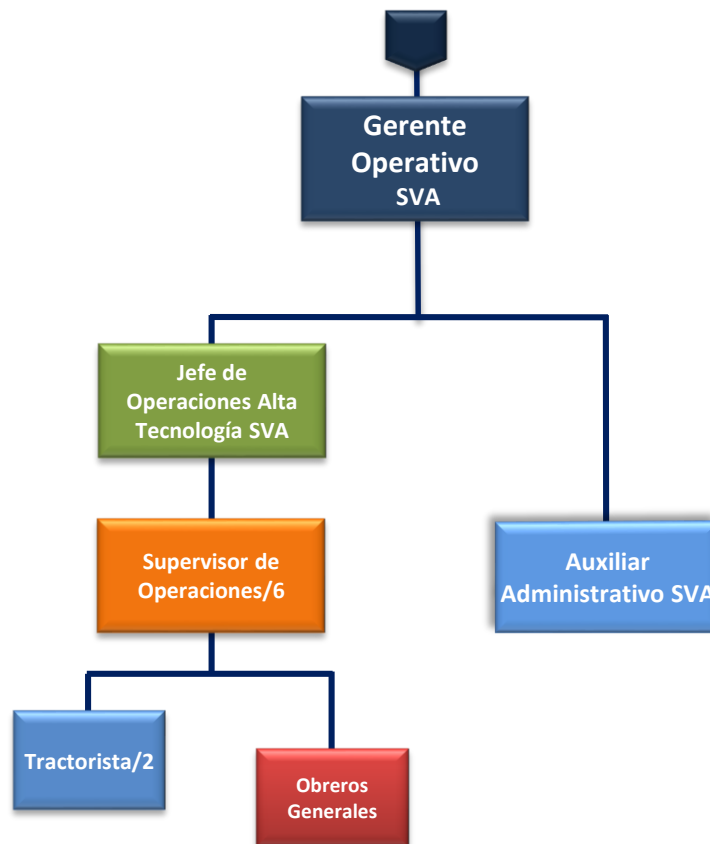 Gerente
Operativo
SVA
Jefe de
Operaciones Alta
Tecnología SVA
Supervisor de
Operaciones/6
Auxiliar
Administrativo SVA
Tractorista/2
Obreros
Generales